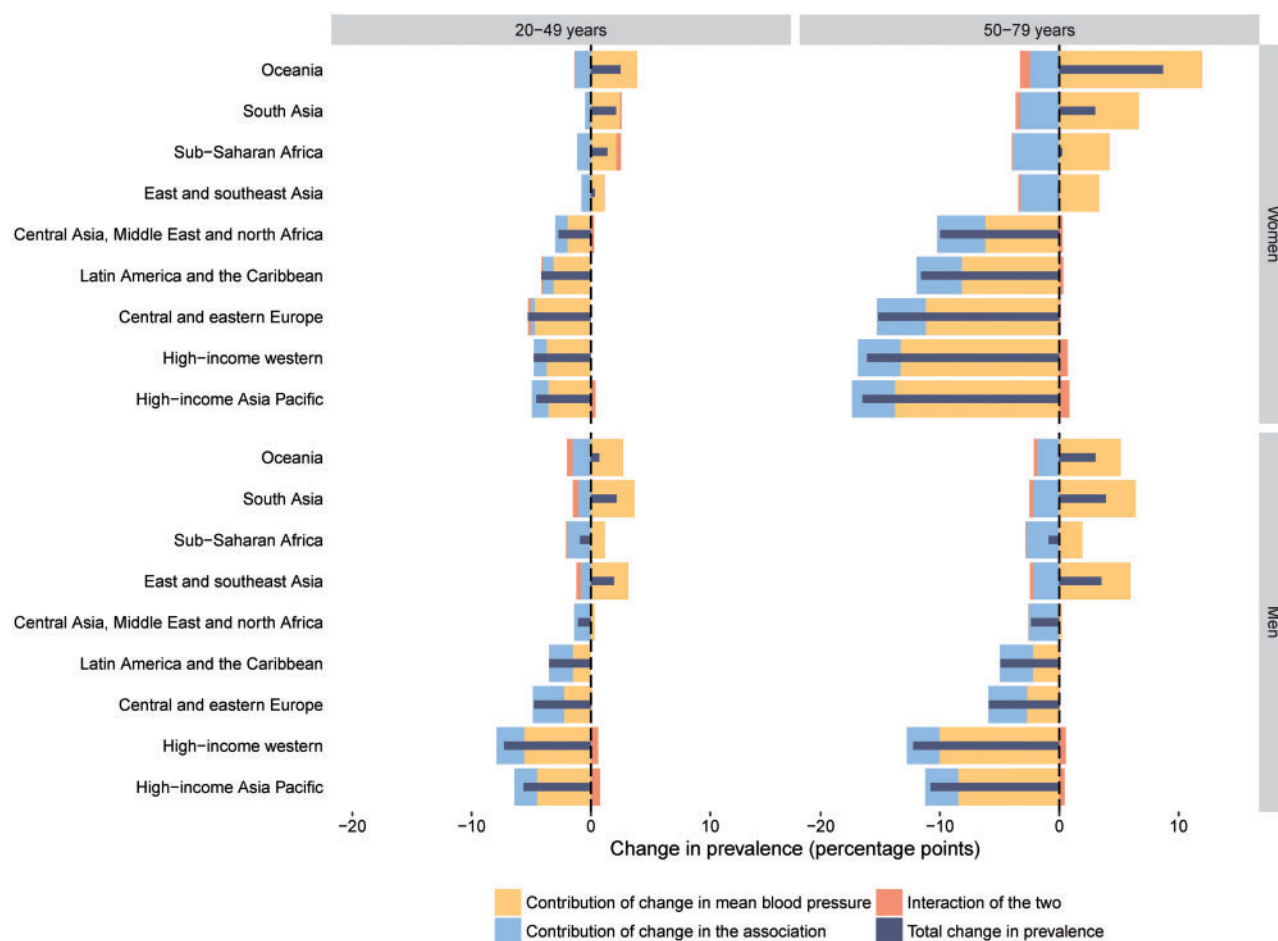 20−49 years
50−79 years
Oceania
South Asia
Sub−Saharan Africa
East and southeast Asia
Central Asia, Middle East and north Africa
Latin America and the Caribbean
Central and eastern Europe
High−income western
High−income Asia Pacific
Women
Oceania
South Asia
Sub−Saharan Africa
East and southeast Asia
Central Asia, Middle East and north Africa
Latin America and the Caribbean
Central and eastern Europe
High−income western
High−income Asia Pacific
Men
−20 −10 0 10 −20 −10 0 10
Change in prevalence (percentage points)
Contribution of change in mean blood pressure
Interaction of the two
Contribution of change in the association
Total change in prevalence